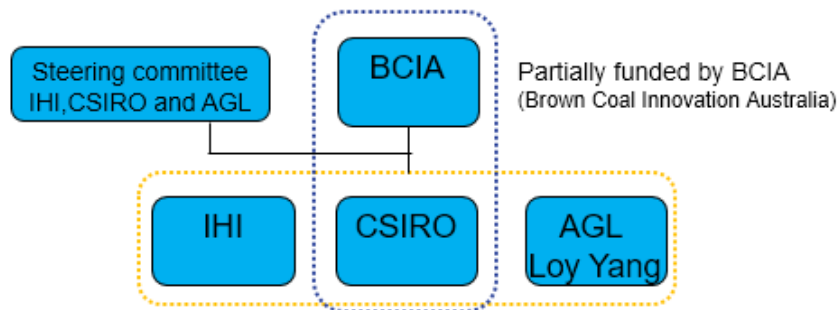 Steering committee
IHI,CSIRO and AGL
BCIA
Partially funded by BCIA
(Brown Coal Innovation Australia)
IHI
CSIRO
AGL
Loy Yang